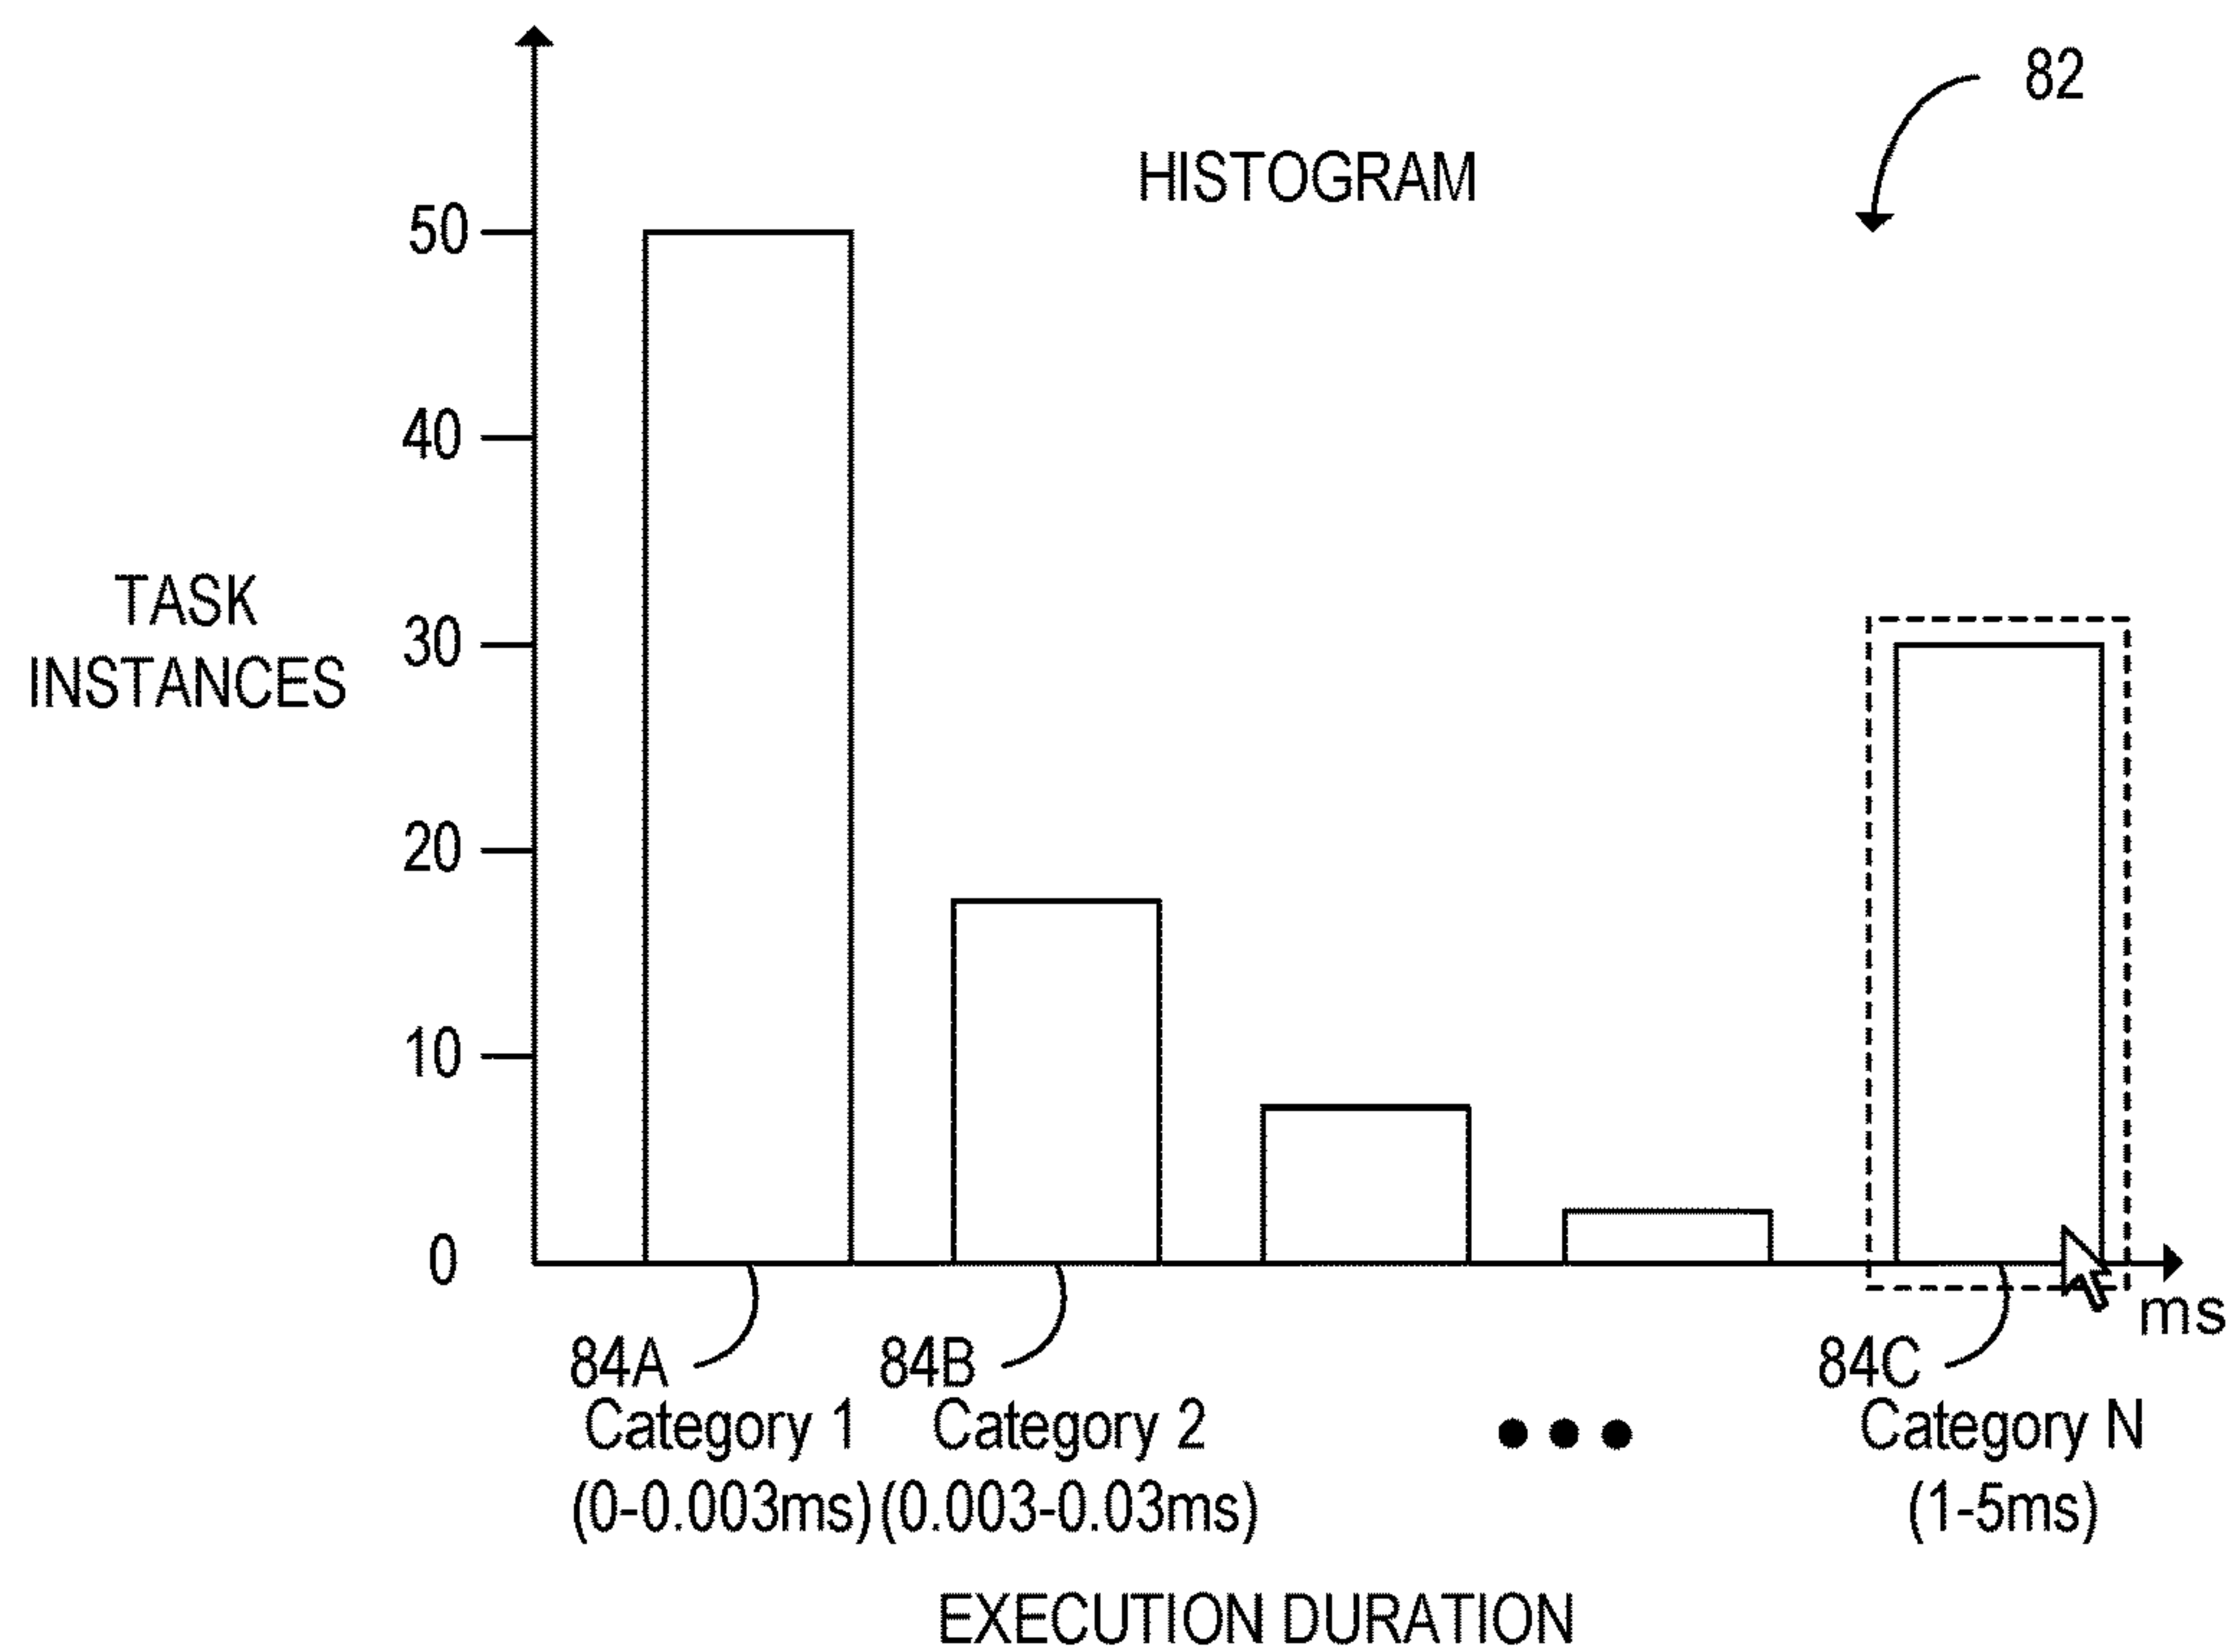 82
HISTOGRAM
50
40
30
20
10
0
TASK
INSTANCES
ms
84A
84B
84C
Category 1
Category 2
Category N
(0-0.003ms)
(0.003-0.03ms)
(1-5ms)
EXECUTION DURATION